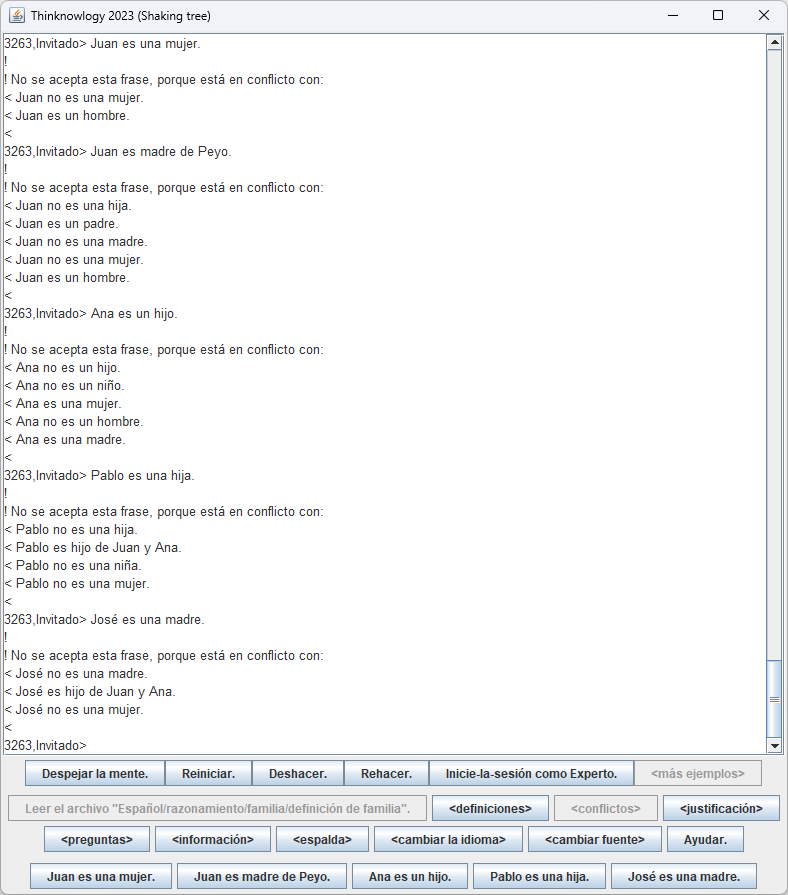 Thinknowlogy 2023 (Shaking tree)
3263,Invitado> Juan es una mujer.
!
! No se acepta esta frase, porque está en conflicto con:
< Juan no es una mujer.
< Juan es un hombre.
<
3263,Invitado> Juan es madre de Peyo.
!
! No se acepta esta frase, porque está en conflicto con:
< Juan no es una hija.
< Juan es un padre.
< Juan no es una madre.
< Juan no es una mujer.
< Juan es un hombre.
<
3263,Invitado> Ana es un hijo.
!
! No se acepta esta frase, porque está en conflicto con:
< Ana no es un hijo.
< Ana no es un niño.
< Ana es una mujer.
< Ana no es un hombre.
< Ana es una madre.
<
3263,Invitado> Pablo es una hija.
!
! No se acepta esta frase, porque está en conflicto con:
< Pablo no es una hija.
< Pablo es hijo de Juan y Ana.
< Pablo no es una niña.
< Pablo no es una mujer.
<
3263,Invitado> José es una madre.
!
! No se acepta esta frase, porque está en conflicto con:
< José no es una madre.
< José es hijo de Juan y Ana.
< José no es una mujer.
<
3263,Invitado>
Despejar la mente. Reiniciar. Deshacer. Rehacer. Inicie-la-sesión como Experto. <más ejemplos>
Leer el archivo "Español/razonamiento/familia/definición de familia". <definiciones> <conflictos> <justificación>
<preguntas> <información> <espalda> <cambiar la idioma> <cambiar fuente> Ayudar.
Juan es una mujer. Juan es madre de Peyo. Ana es un hijo. Pablo es una hija. José es una madre.